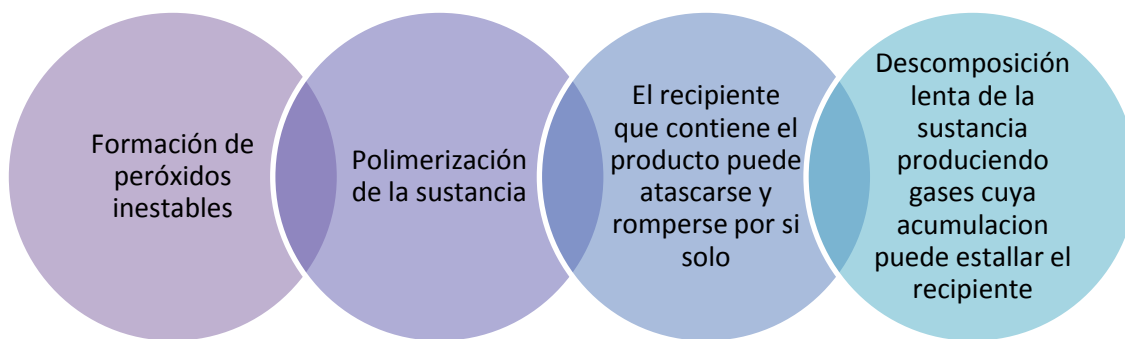 Formación de
peróxidos
inestables
Polimerización
de la sustancia
El recipiente
que contiene el
producto puede
atascarse y
romperse por si
solo
Descomposición
lenta de la
sustancia
produciendo
gases cuya
acumulacion
puede estallar el
recipiente